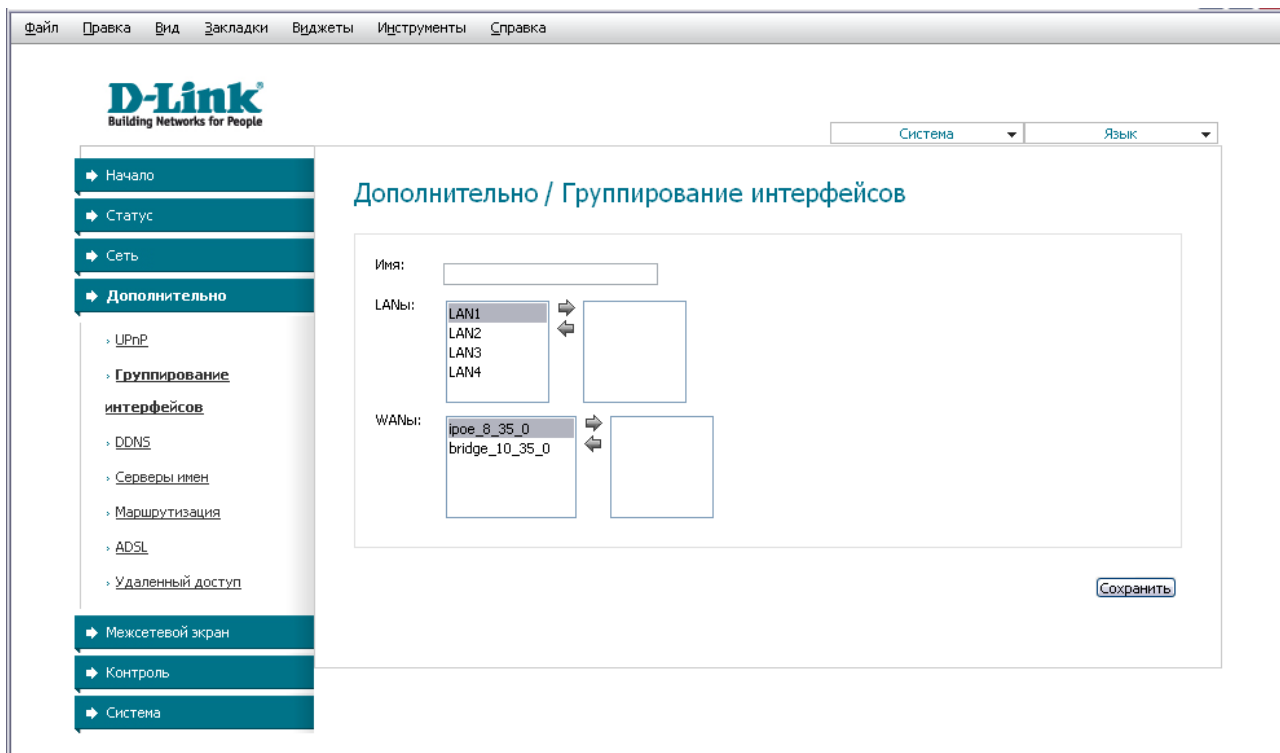 Файл Правка Вид Закладки Виджеты Инструменты Справка
D-Link®
Building Networks for People
Система Язык
Начало
Статус
Сеть
Дополнительно
UPnP
Группирование
интерфейсов
DDNS
Серверы имен
Маршрутизация
ADSL
Удаленный доступ
Межсетевой экран
Контроль
Система
Дополнительно / Группирование интерфейсов
Имя:
LANы:
LAN1
LAN2
LAN3
LAN4
WANы:
ipoe_8_35_0
bridge_10_35_0
Сохранить